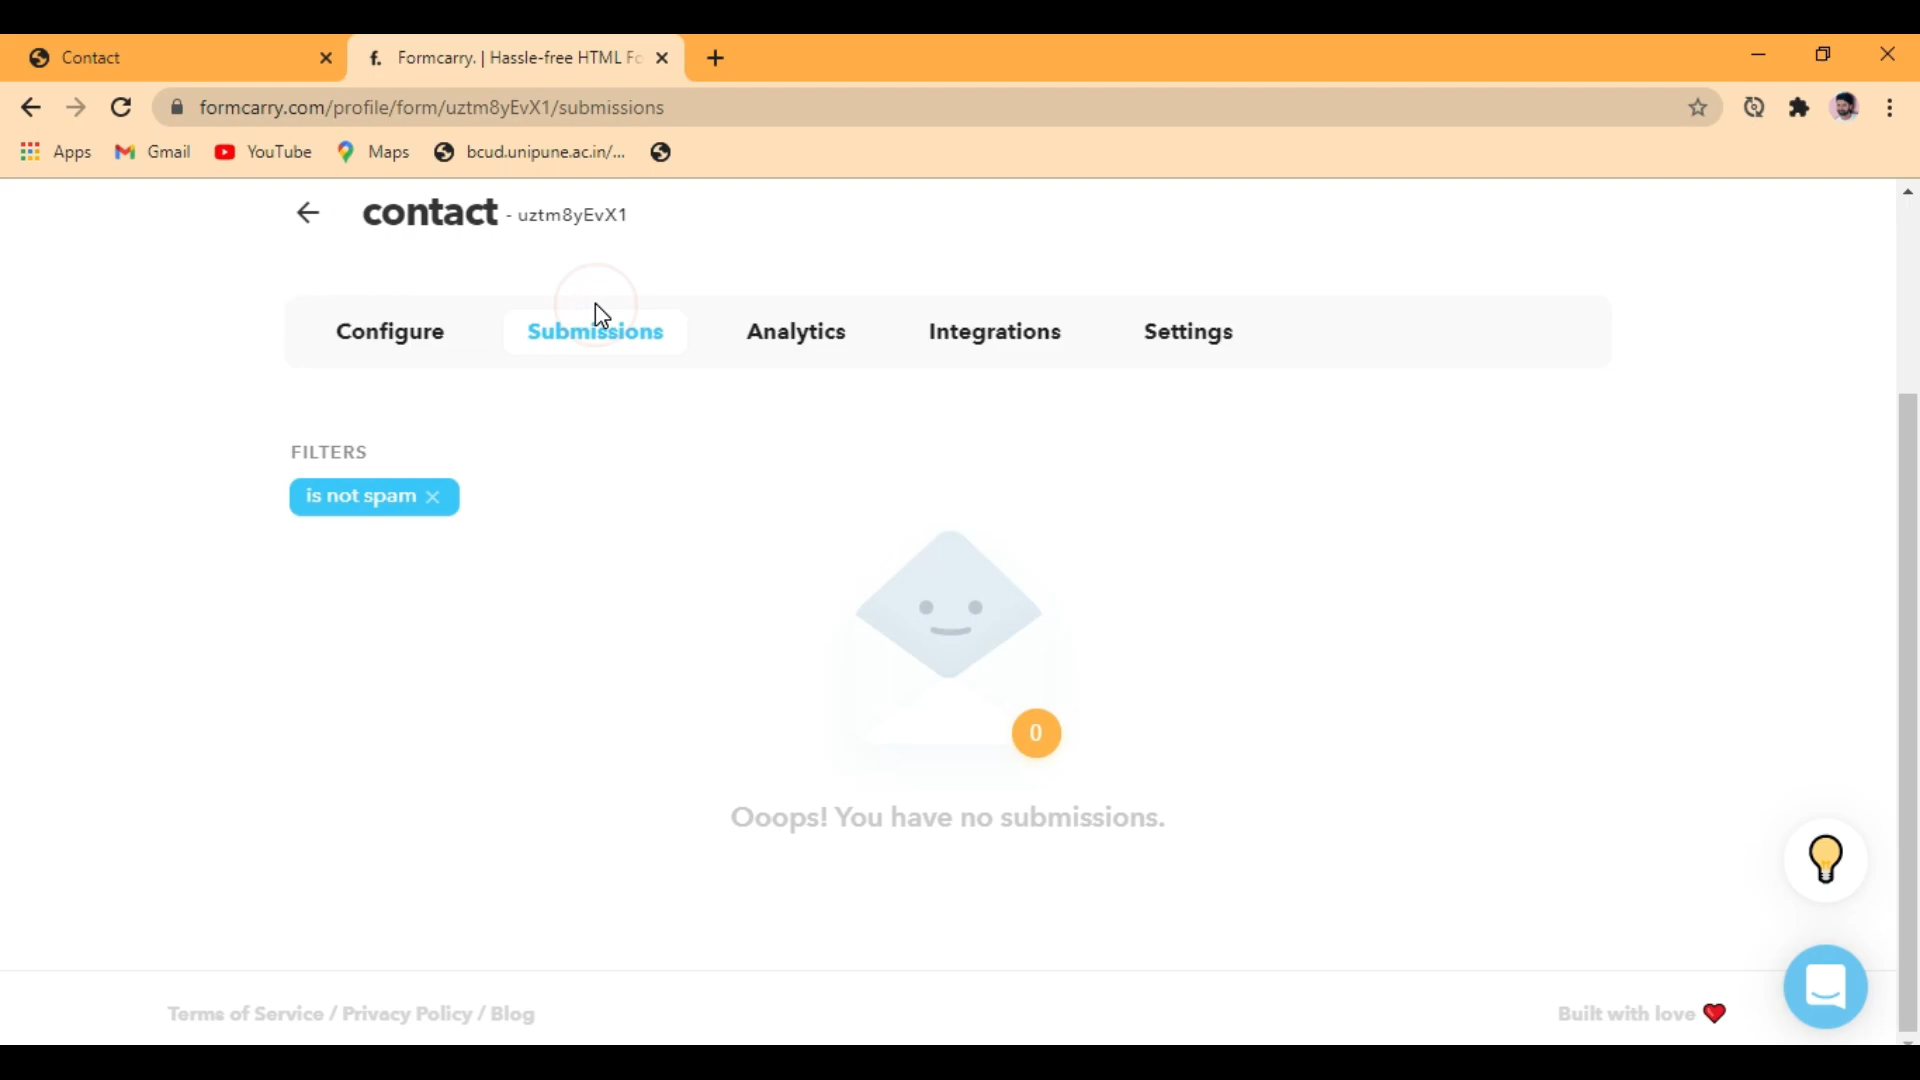 Contact
f. Formcarry. | Hassle-free HTML Fo
formcarry.com/profile/form/uztm8yEvX1/submissions
Apps Gmail YouTube Maps bcud.unipune.ac.in/...
contact - uztm8yEvX1
Configure Submissions Analytics Integrations Settings
FILTERS
is not spam
0
Ooops! You have no submissions.
Terms of Service / Privacy Policy / Blog
Built with love